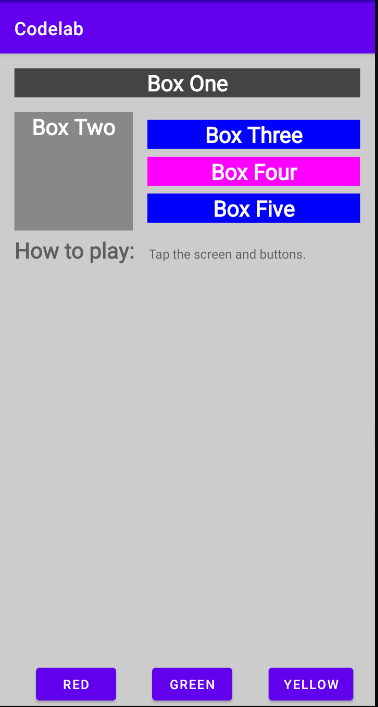 Codelab
Box One
Box Two
Box Three
Box Four
Box Five
How to play: Tap the screen and buttons.
RED GREEN YELLOW